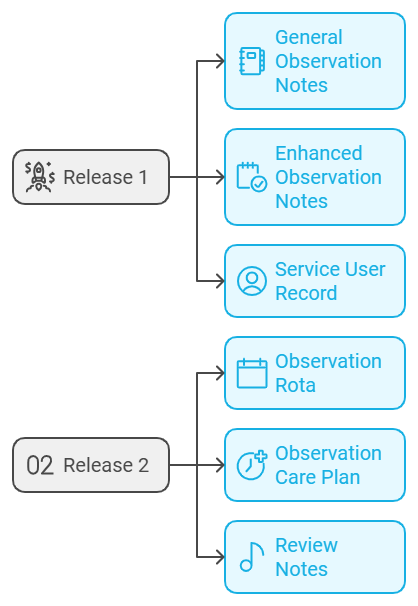 Release 1
General
Observation
Notes
Enhanced
Observation
Notes
Service User
Record
02 Release 2
Observation
Rota
Observation
Care Plan
Review
Notes